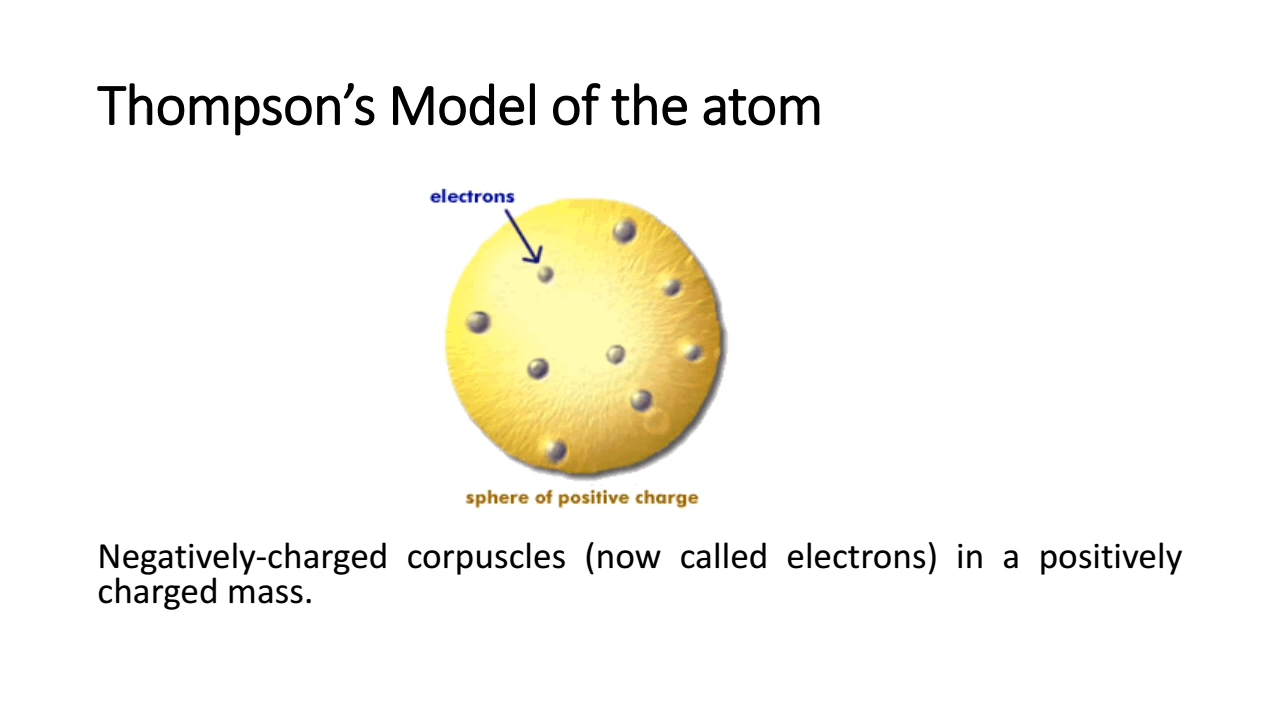 Thompson’s Model of the atom
electrons
sphere of positive charge
Negatively-charged corpuscles (now called electrons) in a positively
charged mass.